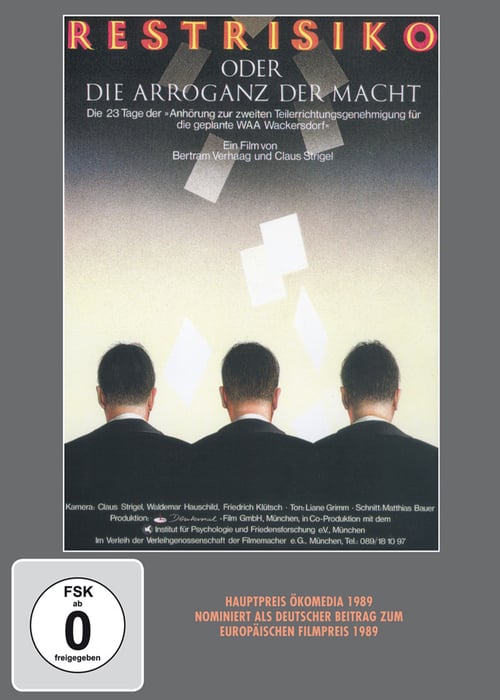 RESTRISIKO
ODER
DIE ARROGANZ DER MACHT
Die 23 Tage der »Anhörung zur zweiten Teilerrichtungsgenehmigung für
die geplante WAA Wackersdorf«
Ein Film von
Bertram Verhaag und Claus Strigel
Kamera: Claus Strigel, Waldemar Hauschild, Friedrich Klütsch · Ton: Liane Grimm · Schnitt: Matthias Bauer
Produktion: Denkmal -Film GmbH, München, in Co-Produktion mit dem
Institut für Psychologie und Friedensforschung e.V., München
Im Verleih der Verleihgenossenschaft der Filmemacher e.G., München, Tel.: 089/18 10 97
HAUPTPREIS ÖKOMEDIA 1989
NOMINIERT ALS DEUTSCHER BEITRAG ZUM
EUROPÄISCHEN FILMPREIS 1989
FSK
ab
0
freigegeben